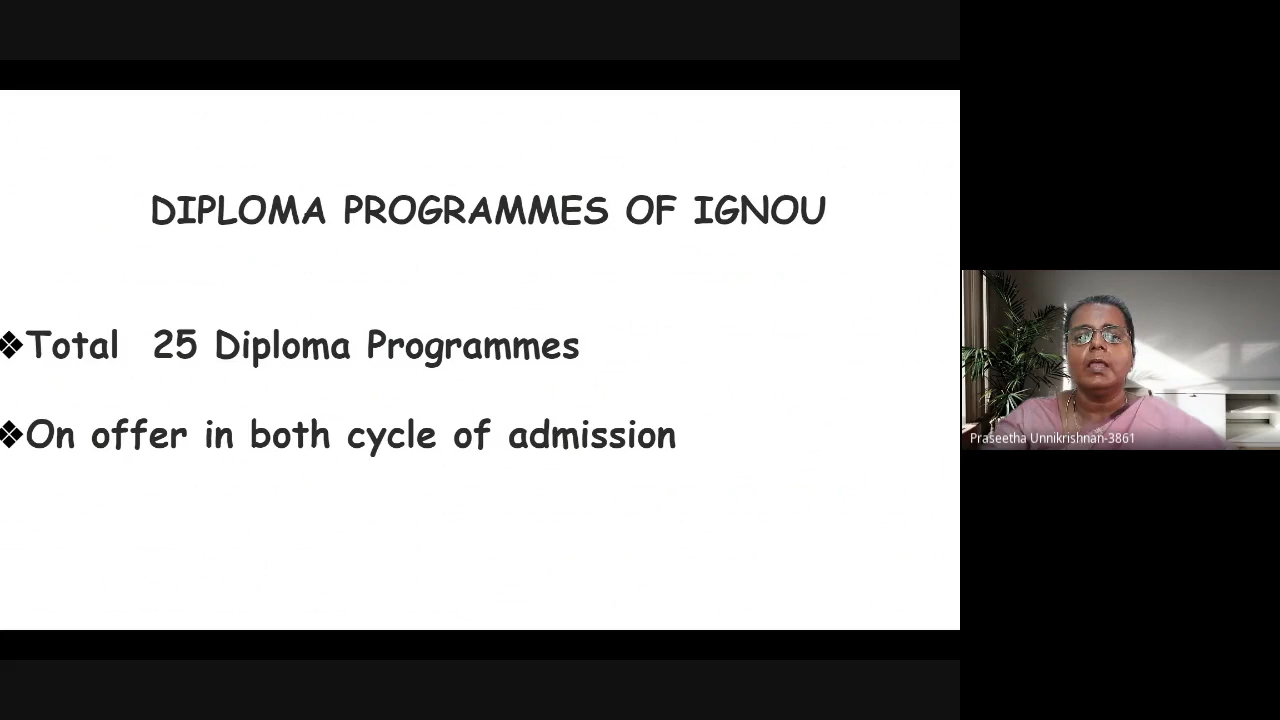 DIPLOMA PROGRAMMES OF IGNOU
❖Total 25 Diploma Programmes
❖On offer in both cycle of admission
Praseetha Unnikrishnan-3861